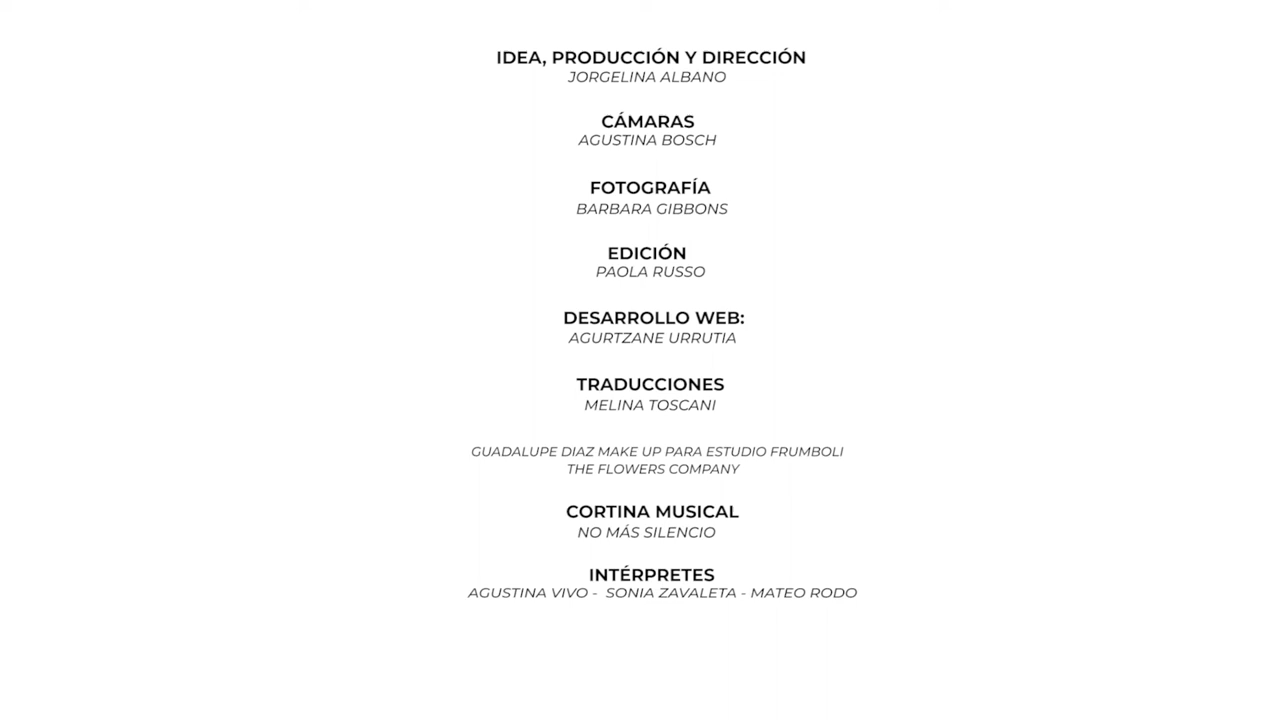 IDEA, PRODUCCIÓN Y DIRECCIÓN
JORGELINA ALBANO
CÁMARAS
AGUSTINA BOSCH
FOTOGRAFÍA
BARBARA GIBBONS
EDICIÓN
PAOLA RUSSO
DESARROLLO WEB:
AGURTZANE URRUTIA
TRADUCCIONES
MELINA TOSCANI
GUADALUPE DIAZ MAKE UP PARA ESTUDIO FRUMBOLI
THE FLOWERS COMPANY
CORTINA MUSICAL
NO MÁS SILENCIO
INTÉRPRETES
AGUSTINA VIVO - SONIA ZAVALETA - MATEO RODO